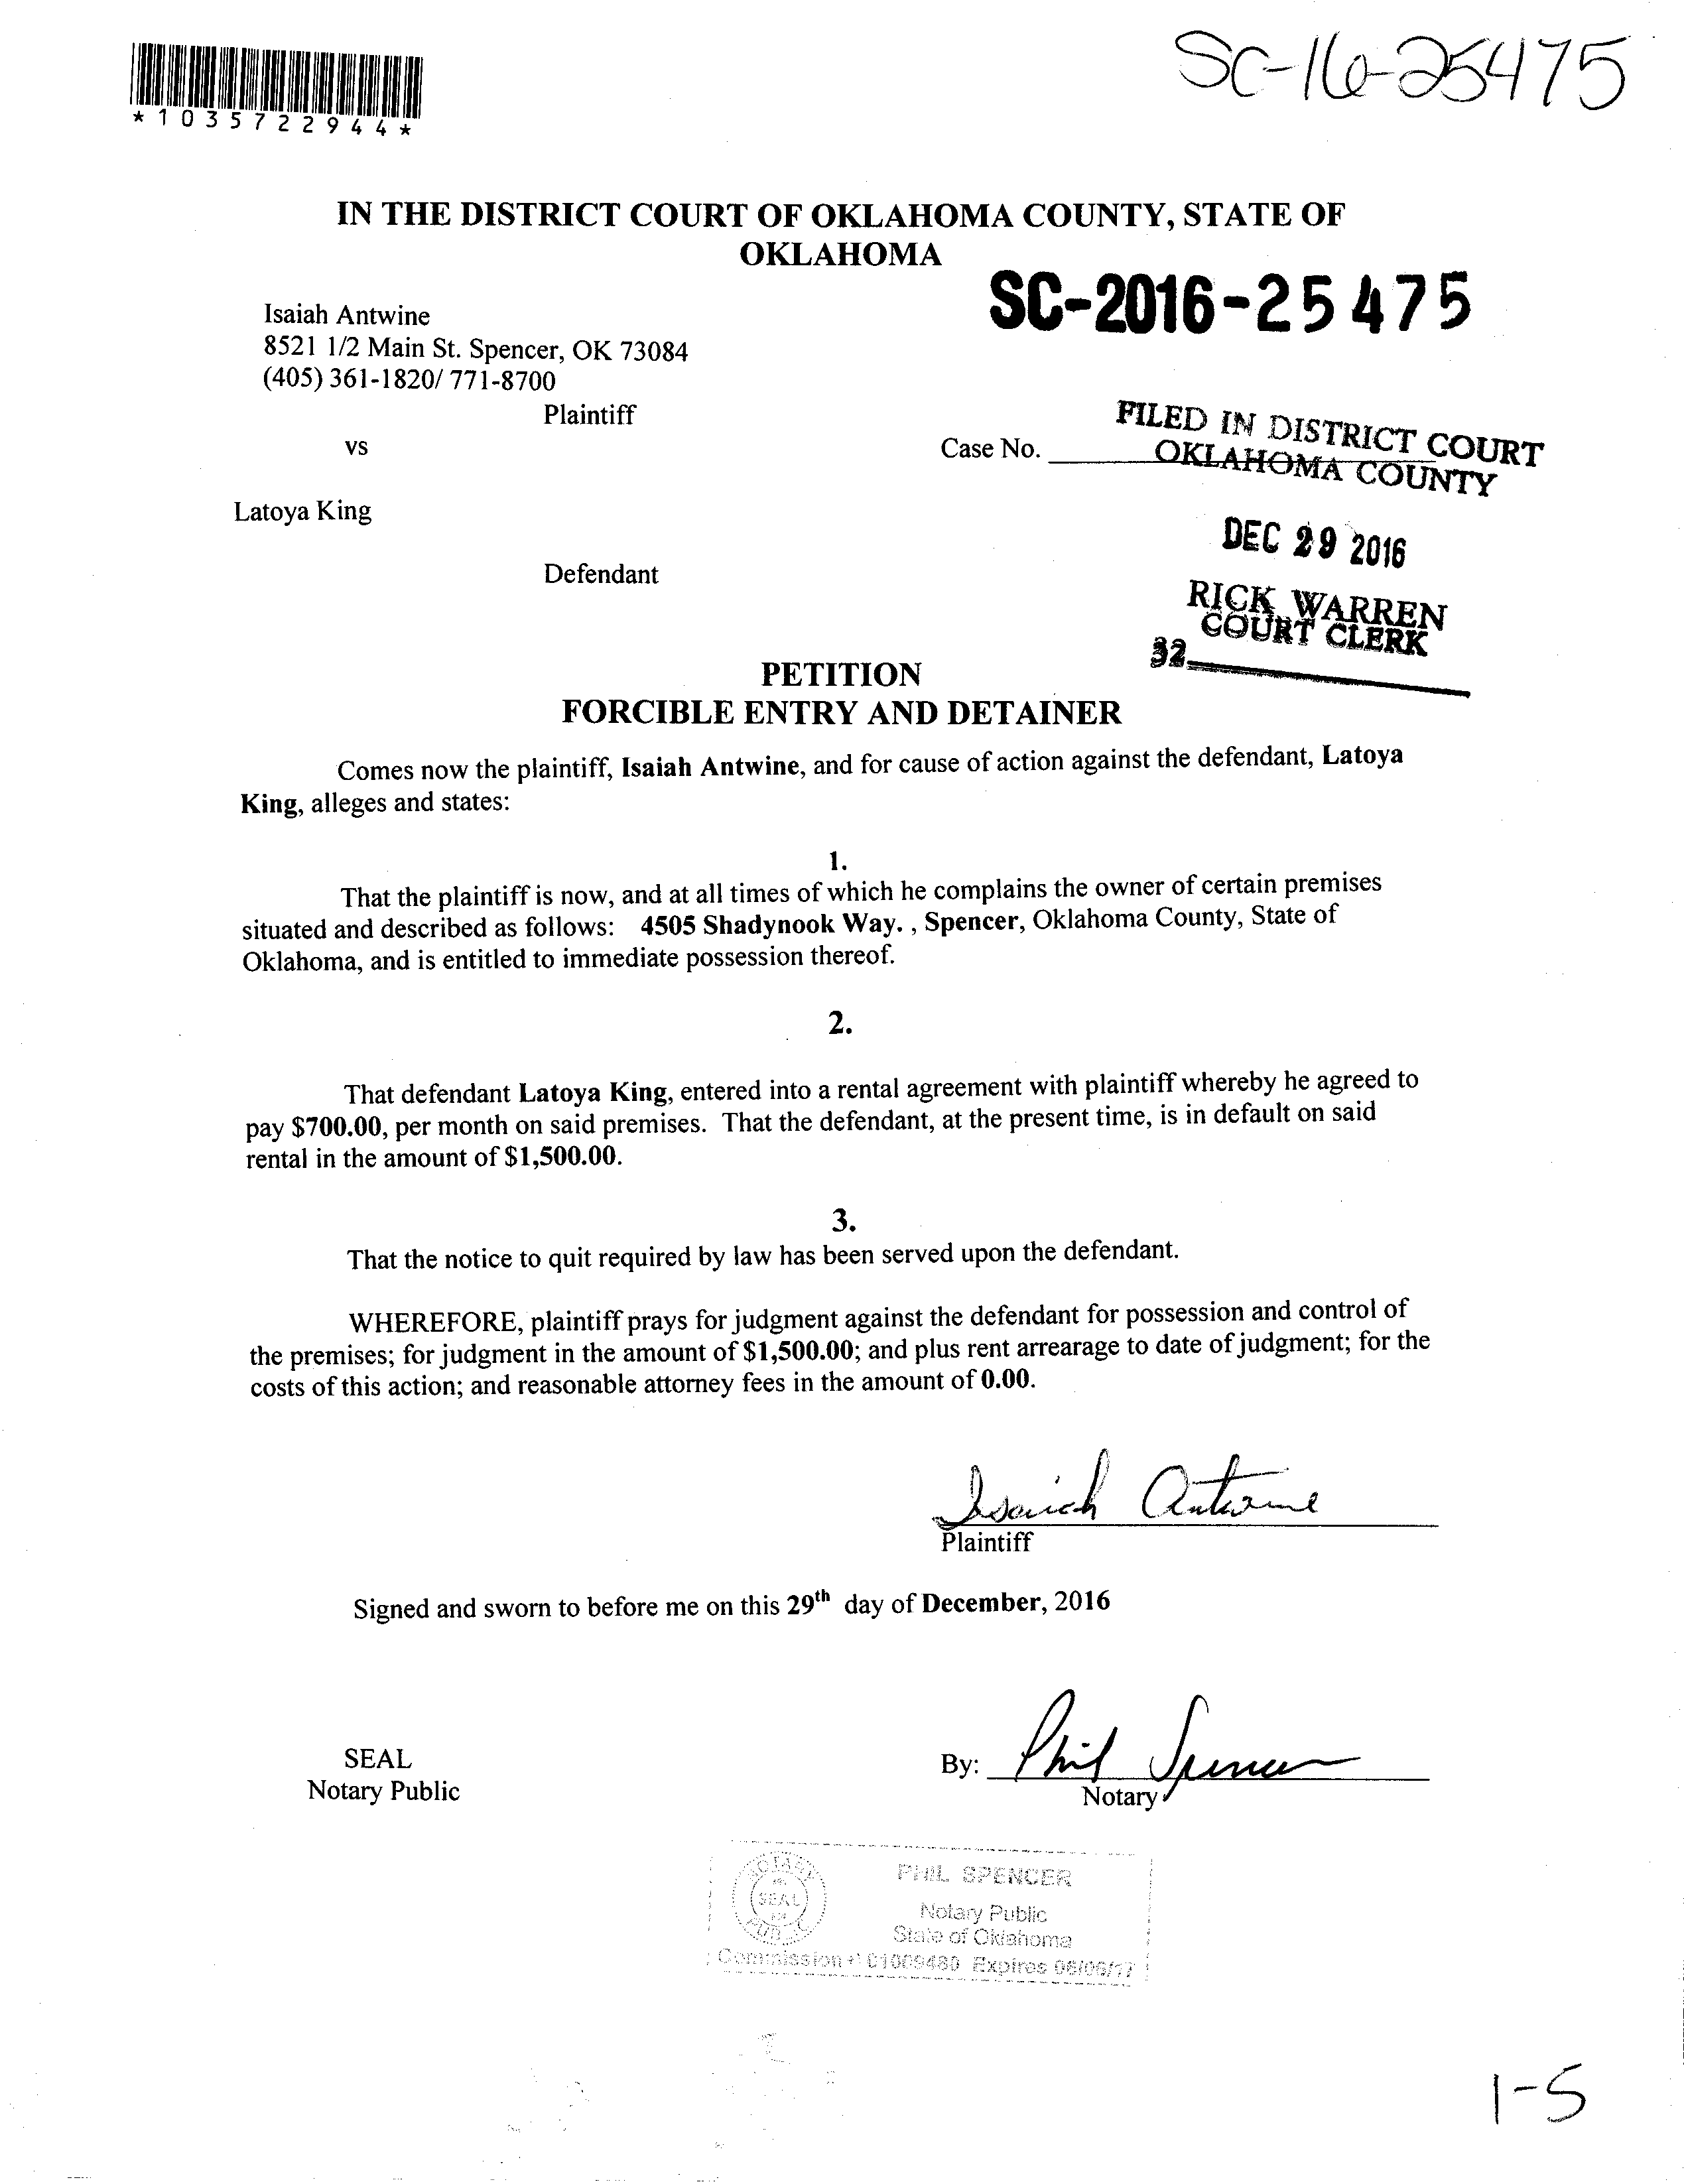 SC-16-25475
*1035722944*
IN THE DISTRICT COURT OF OKLAHOMA COUNTY, STATE OF
OKLAHOMA
SC-2016-25475
Isaiah Antwine
8521 1/2 Main St. Spencer, OK 73084
(405) 361-1820/ 771-8700
Plaintiff
vs
Case No.
FILED IN DISTRICT COURT
OKLAHOMA COUNTY
Latoya King
DEC 29 2016
Defendant
RICK WARREN
COURT CLERK
32
PETITION
FORCIBLE ENTRY AND DETAINER
Comes now the plaintiff, Isaiah Antwine, and for cause of action against the defendant, Latoya
King, alleges and states:
1.
That the plaintiff is now, and at all times of which he complains the owner of certain premises
situated and described as follows: 4505 Shadynook Way. , Spencer, Oklahoma County, State of
Oklahoma, and is entitled to immediate possession thereof.
2.
That defendant Latoya King, entered into a rental agreement with plaintiff whereby he agreed to
pay $700.00, per month on said premises. That the defendant, at the present time, is in default on said
rental in the amount of $1,500.00.
3.
That the notice to quit required by law has been served upon the defendant.
WHEREFORE, plaintiff prays for judgment against the defendant for possession and control of
the premises; for judgment in the amount of $1,500.00; and plus rent arrearage to date of judgment; for the
costs of this action; and reasonable attorney fees in the amount of 0.00.
Isaiah Antwine
Plaintiff
Signed and sworn to before me on this 29th day of December, 2016
SEAL
Notary Public
By: Phil Spencer
Notary
NOTARY
SEAL
PUBLIC
PHIL SPENCER
Notary Public
State of Oklahoma
Commission # 01009480 Expires 06/06/17
1-5